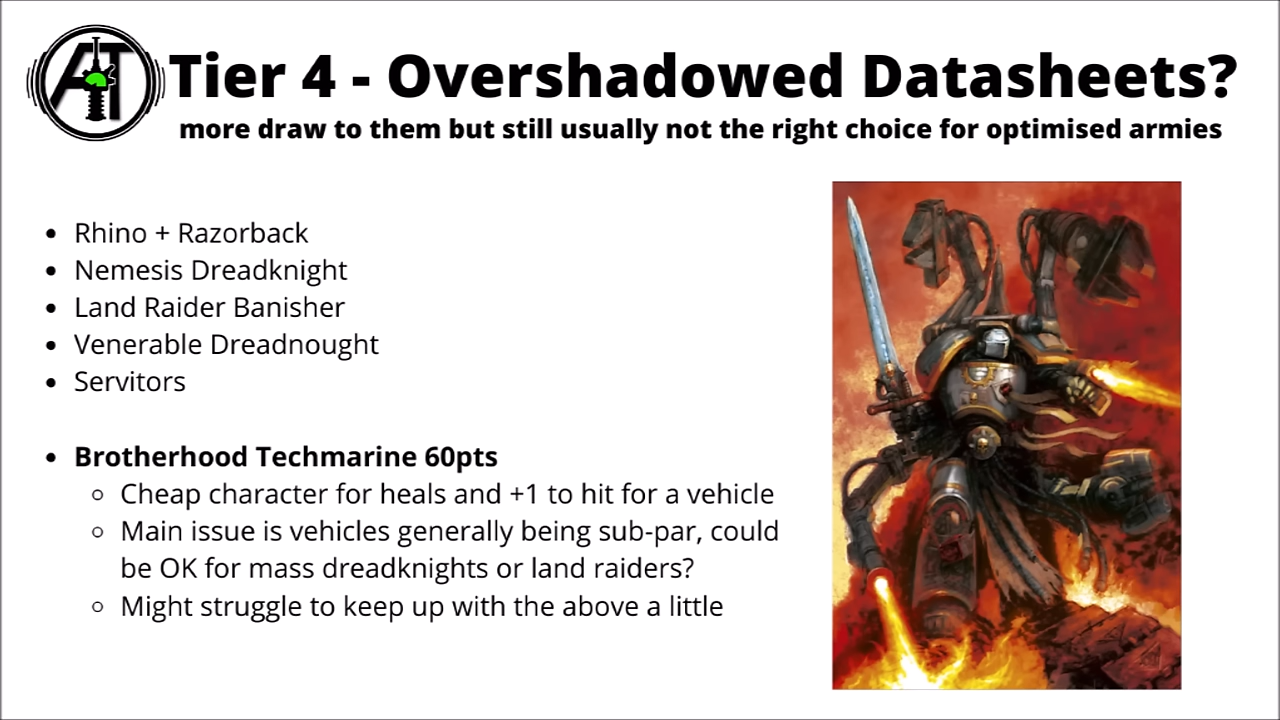 AT
Tier 4 - Overshadowed Datasheets?
more draw to them but still usually not the right choice for optimised armies
• Rhino + Razorback
• Nemesis Dreadknight
• Land Raider Banisher
• Venerable Dreadnought
• Servitors
• Brotherhood Techmarine 60pts
◦ Cheap character for heals and +1 to hit for a vehicle
◦ Main issue is vehicles generally being sub-par, could
be OK for mass dreadknights or land raiders?
◦ Might struggle to keep up with the above a little